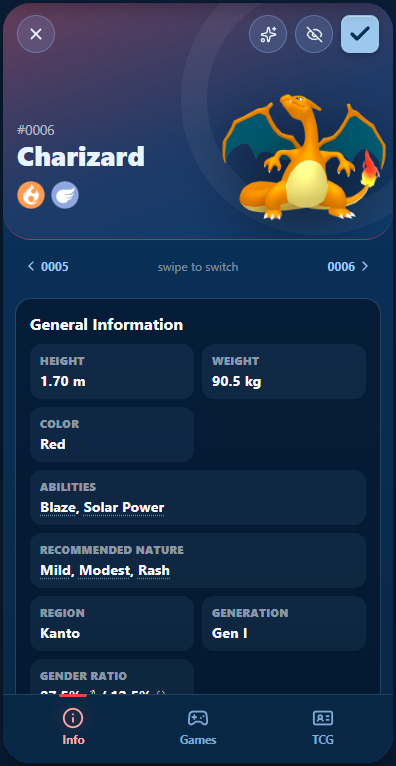 #0006
Charizard
0005
swipe to switch
0006
General Information
HEIGHT
1.70 m
WEIGHT
90.5 kg
COLOR
Red
ABILITIES
Blaze, Solar Power
RECOMMENDED NATURE
Mild, Modest, Rash
REGION
Kanto
GENERATION
Gen I
GENDER RATIO
Info
Games
TCG